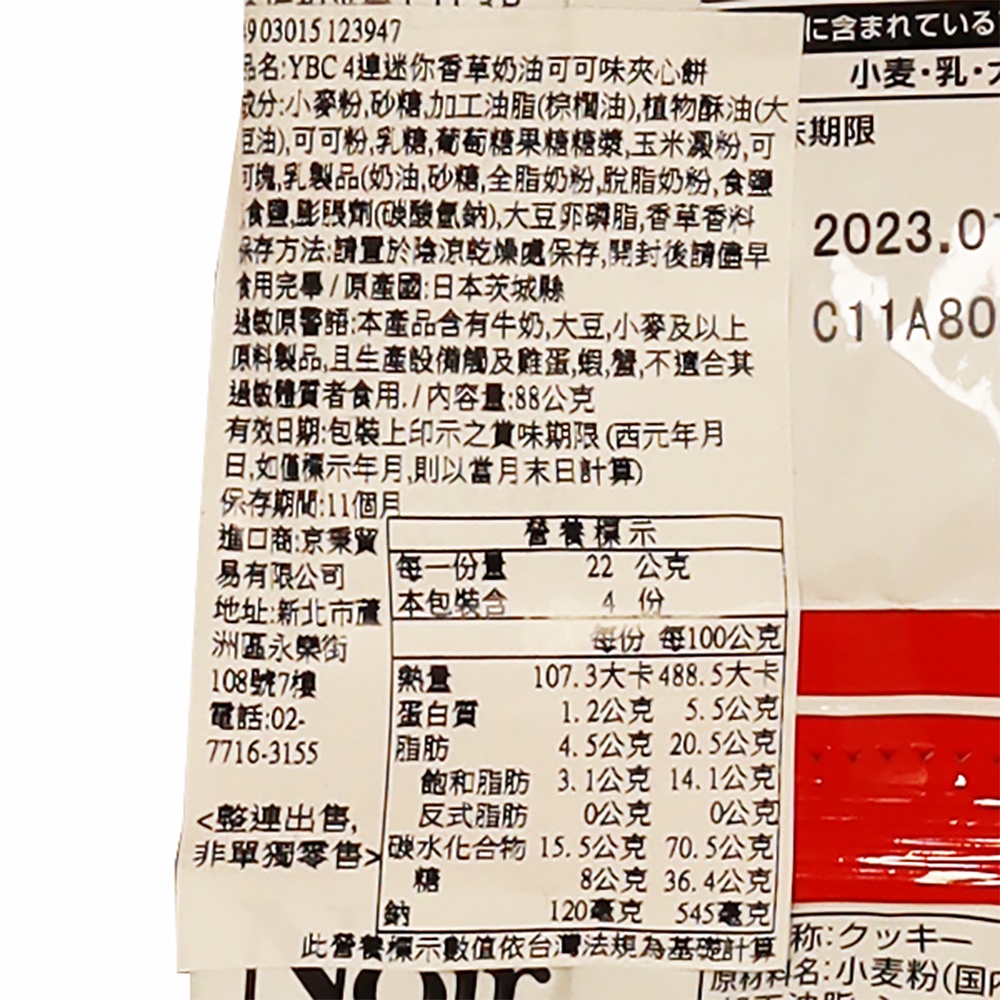 903015123947
品名:YBC 4連迷你香草奶油可可味夾心餅
成分:小麥粉,砂糖,加工油脂(棕櫚油),植物酥油(大
豆油),可可粉,乳糖,葡萄糖果糖糖漿,玉米澱粉,可
可塊,乳製品(奶油,砂糖,全脂奶粉,脫脂奶粉,食鹽
食鹽,膨脹劑(碳酸氫鈉),大豆卵磷脂,香草香料
保存方法:請置於陰涼乾燥處保存,開封後請儘早
食用完畢 / 原產國:日本茨城縣
過敏原警語:本產品含有牛奶,大豆,小麥及以上
原料製品,且生產設備觸及雞蛋,蝦,蟹,不適合其
過敏體質者食用. / 內容量:88公克
有效日期:包裝上印示之賞味期限 (西元年月
日,如僅標示年月,則以當月末日計算)
保存期間:11個月
進口商:京秉貿
易有限公司
地址:新北市蘆
洲區永樂街
108號7樓
電話:02-
7716-3155
<整連出售,
非單獨零售>
營養標示
每一份量 22 公克
本包裝含 4 份
每份 每100公克
熱量 107.3大卡 488.5大卡
蛋白質 1.2公克 5.5公克
脂肪 4.5公克 20.5公克
飽和脂肪 3.1公克 14.1公克
反式脂肪 0公克 0公克
碳水化合物 15.5公克 70.5公克
糖 8公克 36.4公克
鈉 120毫克 545毫克
此營養標示數值依台灣法規為基礎計算
に含まれている
小麦・乳・大
期限
2023.0
C11A80
称:クッキー
原材料名:小麦粉(国
Noir